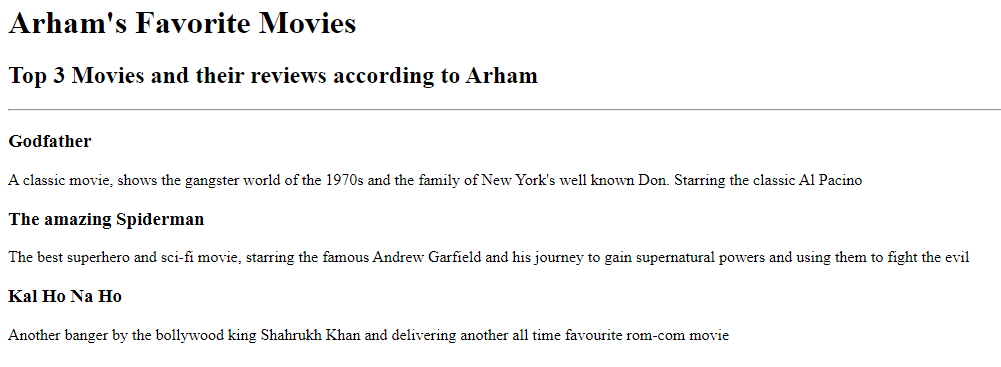 Arham's Favorite Movies
Top 3 Movies and their reviews according to Arham
Godfather
A classic movie, shows the gangster world of the 1970s and the family of New York's well known Don. Starring the classic Al Pacino
The amazing Spiderman
The best superhero and sci-fi movie, starring the famous Andrew Garfield and his journey to gain supernatural powers and using them to fight the evil
Kal Ho Na Ho
Another banger by the bollywood king Shahrukh Khan and delivering another all time favourite rom-com movie